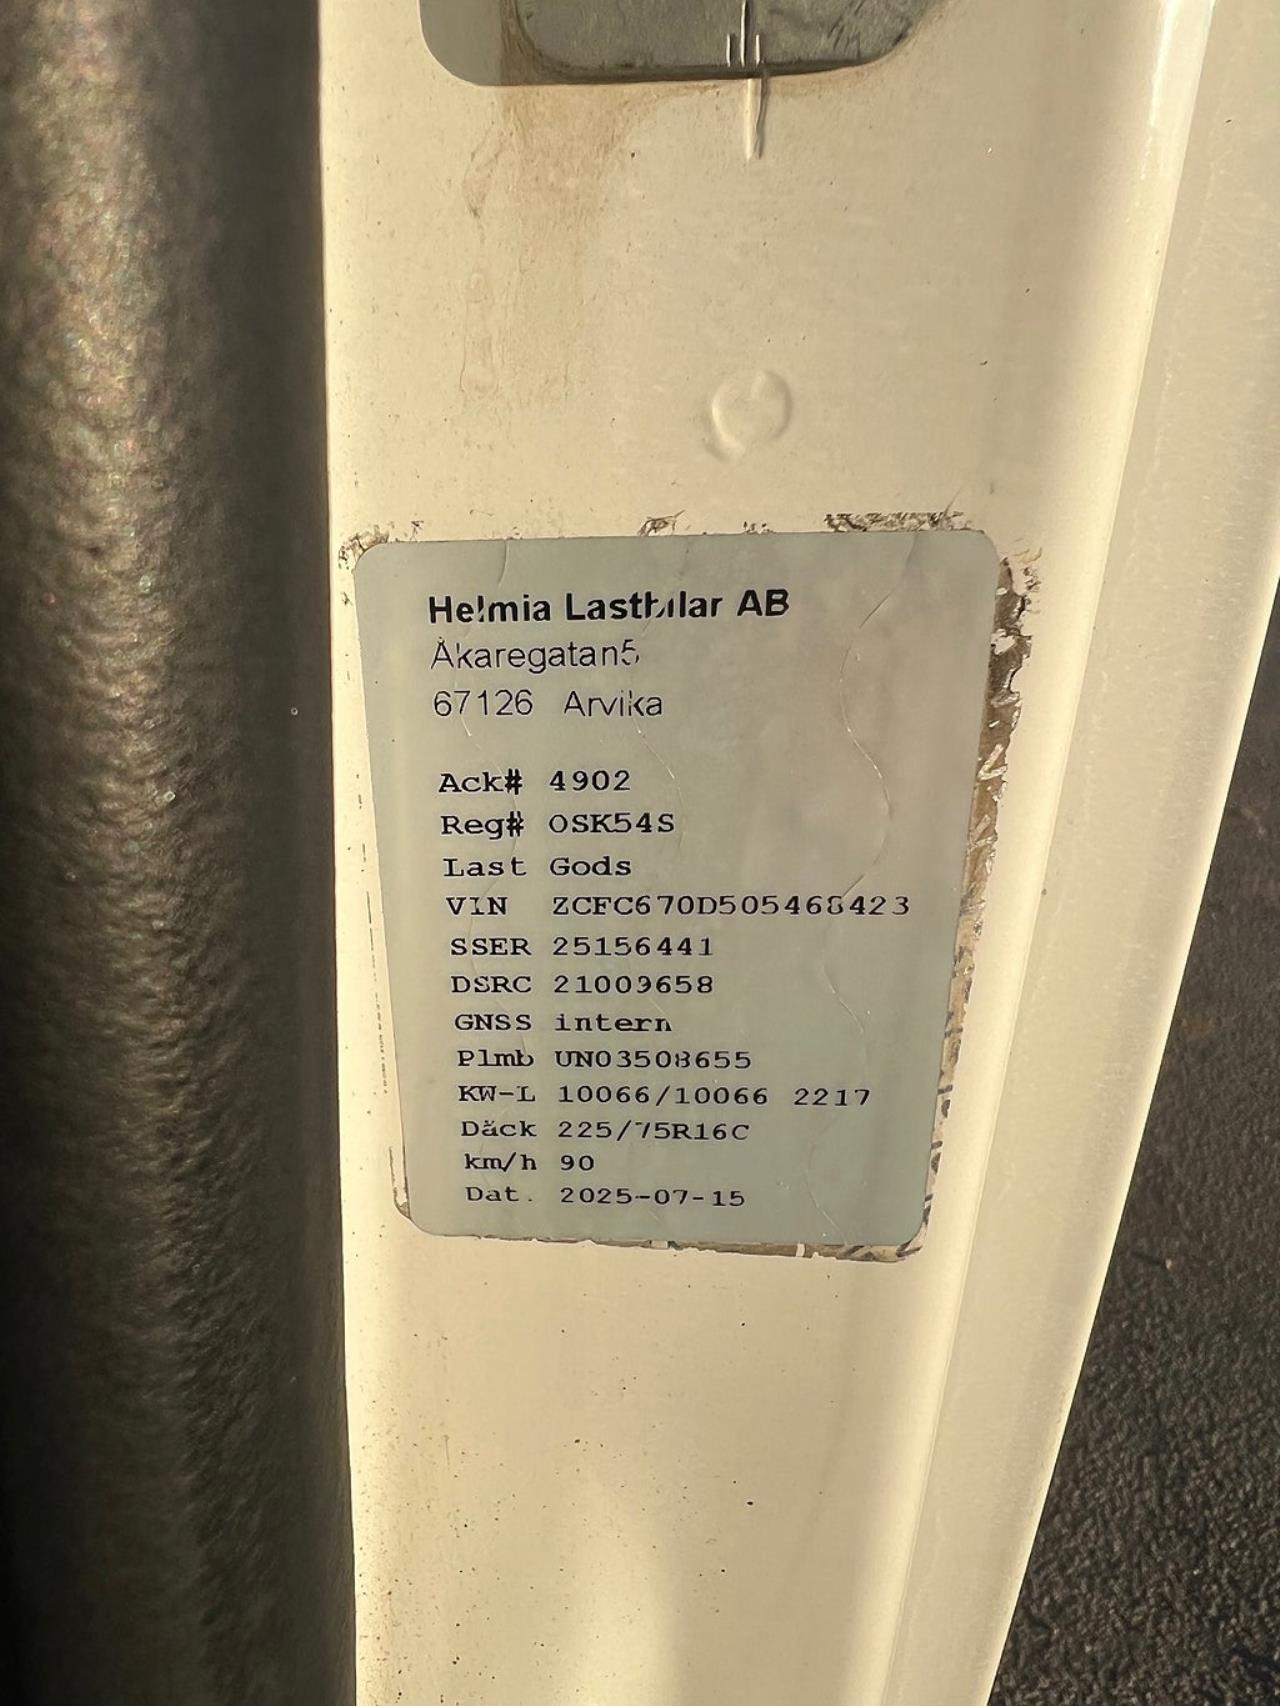 Helmia Lastbilar AB
Åkaregatan5
67126 Arvika
Ack# 4902
Reg# OSK54S
Last Gods
VIN ZCFC670D505468423
SSER 25156441
DSRC 21009658
GNSS intern
Plmb UN03508655
KW-L 10066/10066 2217
Däck 225/75R16C
km/h 90
Dat. 2025-07-15